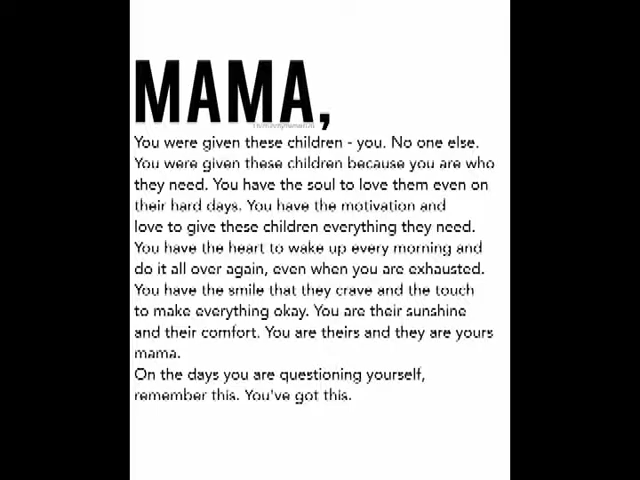 MAMA,
You were given these children - you. No one else.
You were given these children because you are who
they need. You have the soul to love them even on
their hard days. You have the motivation and
love to give these children everything they need.
You have the heart to wake up every morning and
do it all over again, even when you are exhausted.
You have the smile that they crave and the touch
to make everything okay. You are their sunshine
and their comfort. You are theirs and they are yours
mama.
On the days you are questioning yourself,
remember this. You've got this.